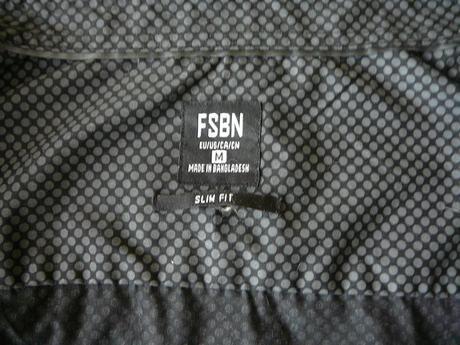 FSBN
EU/US/CA/CN
M
MADE IN BANGLADESH
SLIM FIT